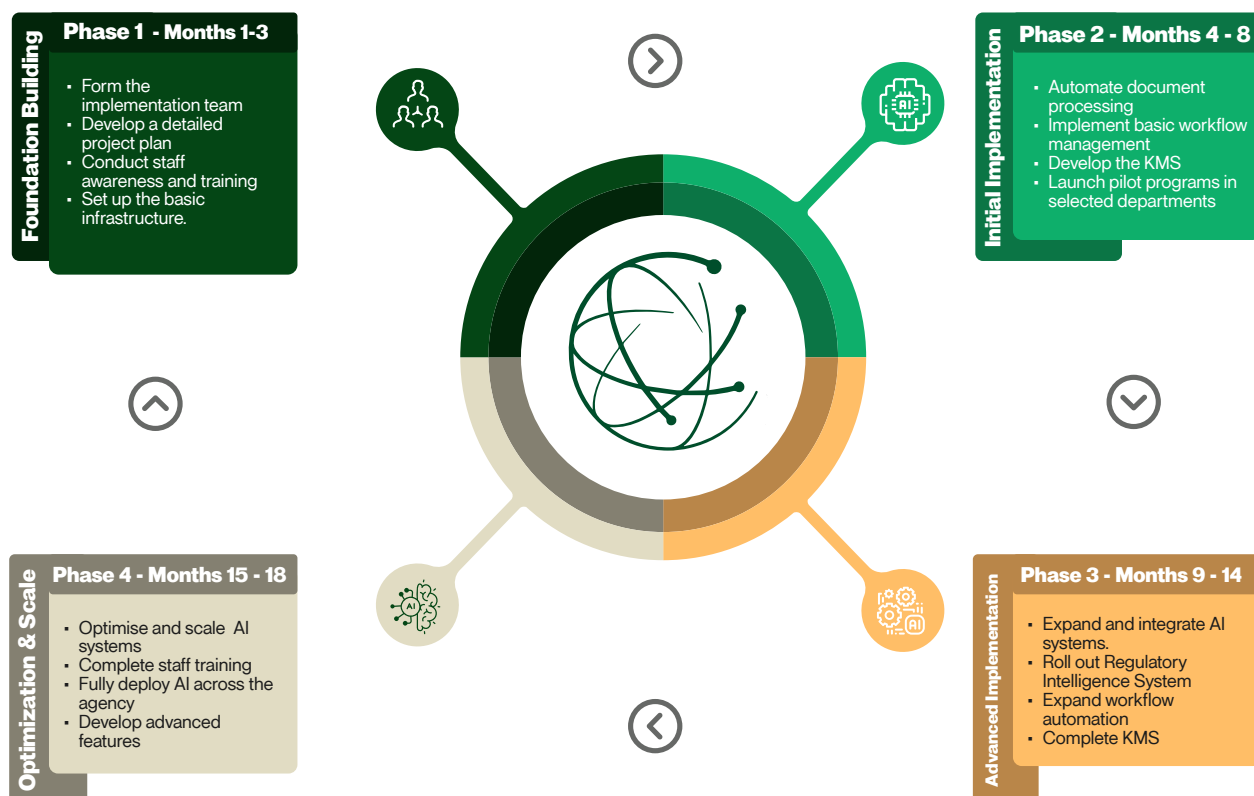 Foundation Building
Phase 1 - Months 1-3
▪ Form the
implementation team
▪ Develop a detailed
project plan
▪ Conduct staff
awareness and training
▪ Set up the basic
infrastructure.
Initial Implementation
Phase 2 - Months 4 - 8
▪ Automate document
processing
▪ Implement basic workflow
management
▪ Develop the KMS
▪ Launch pilot programs in
selected departments
AI
Optimization & Scale
Phase 4 - Months 15 - 18
▪ Optimise and scale AI
systems
▪ Complete staff training
▪ Fully deploy AI across the
agency
▪ Develop advanced
features
AI
Advanced Implementation
Phase 3 - Months 9 - 14
▪ Expand and integrate AI
systems.
▪ Roll out Regulatory
Intelligence System
▪ Expand workflow
automation
▪ Complete KMS
AI